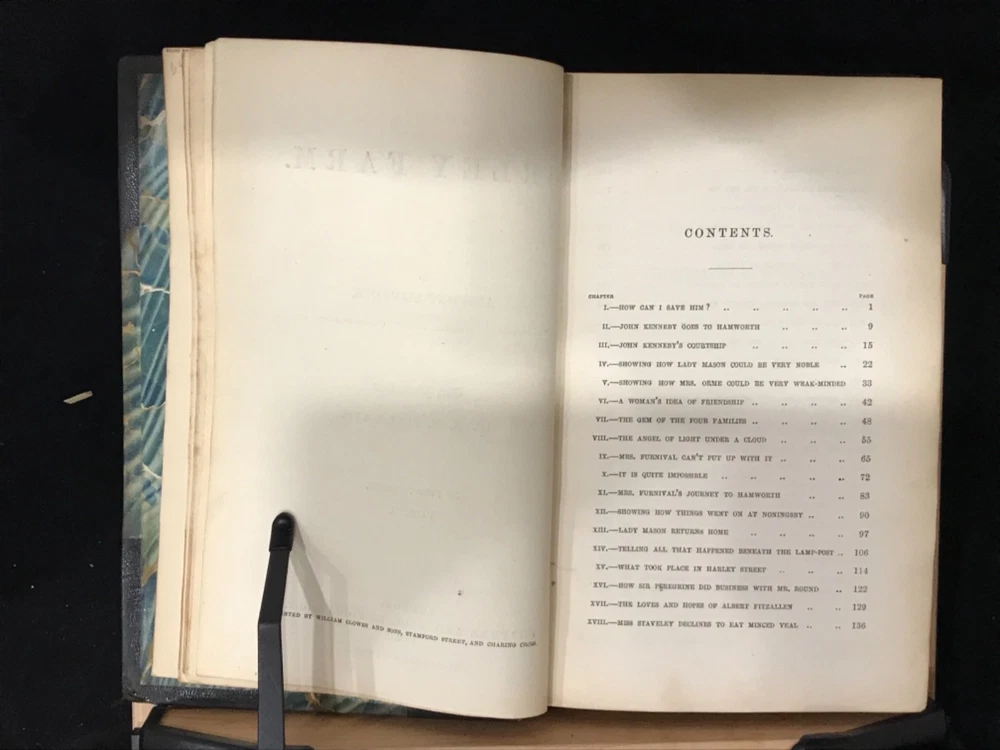 PRINTED BY WILLIAM CLOWES AND SONS, STAMFORD STREET, AND CHARING CROSS.
CONTENTS.
CHAPTER PAGE
I.—HOW CAN I SAVE HIM? .. .. .. .. .. 1
II.—JOHN KENNEBY GOES TO HAMWORTH .. .. .. 9
III.—JOHN KENNEBY'S COURTSHIP .. .. .. .. 15
IV.—SHOWING HOW LADY MASON COULD BE VERY NOBLE .. 22
V.—SHOWING HOW MRS. ORME COULD BE VERY WEAK-MINDED 33
VI.—A WOMAN'S IDEA OF FRIENDSHIP .. .. .. .. 42
VII.—THE GEM OF THE FOUR FAMILIES .. .. .. .. 48
VIII.—THE ANGEL OF LIGHT UNDER A CLOUD .. .. .. 55
IX.—MRS. FURNIVAL CAN'T PUT UP WITH IT .. .. .. 65
X.—IT IS QUITE IMPOSSIBLE .. .. .. .. .. 72
XI.—MRS. FURNIVAL'S JOURNEY TO HAMWORTH .. .. 83
XII.—SHOWING HOW THINGS WENT ON AT NONINGSBY .. .. 90
XIII.—LADY MASON RETURNS HOME .. .. .. .. 97
XIV.—TELLING ALL THAT HAPPENED BENEATH THE LAMP-POST .. 106
XV.—WHAT TOOK PLACE IN HARLEY STREET .. .. .. 114
XVI.—HOW SIR PEREGRINE DID BUSINESS WITH MR. ROUND .. 122
XVII.—THE LOVES AND HOPES OF ALBERT FITZALLEN .. .. 129
XVIII.—MISS STAVELEY DECLINES TO EAT MINCED VEAL .. .. 136